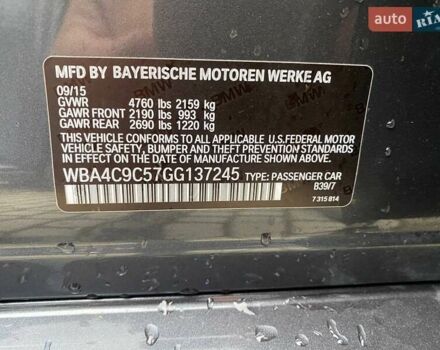 auto RIA
MFD BY BAYERISCHE MOTOREN WERKE AG
09/15
GVWR 4760 lbs 2159 kg
GAWR FRONT 2190 lbs 993 kg
GAWR REAR 2690 lbs 1220 kg
THIS VEHICLE CONFORMS TO ALL APPLICABLE U.S.FEDERAL MOTOR
VEHICLE SAFETY, BUMPER, AND THEFT PREVENTION STANDARDS
IN EFFECT ON THE DATE OF MANUFACTURE SHOWN ABOVE.
WBA4C9C57GG137245 TYPE: PASSENGER CAR
B39/7
7 315 814